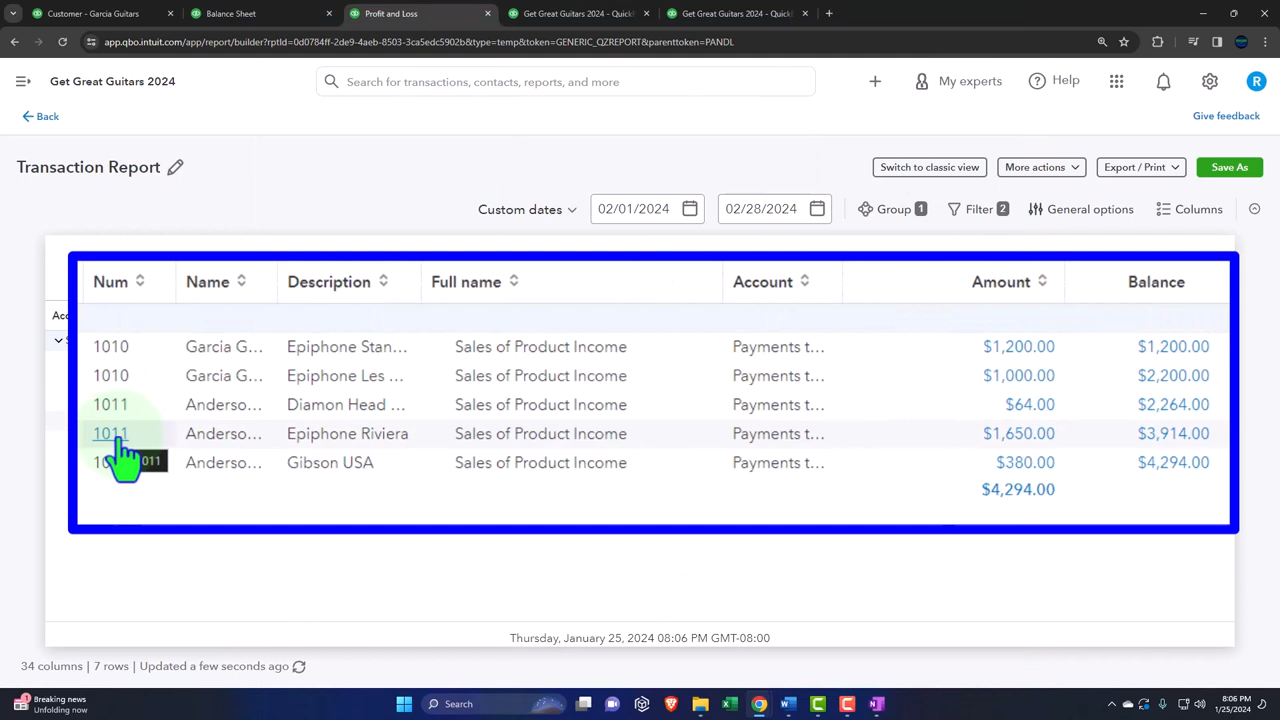 Customer - Garcia Guitars
Balance Sheet
Profit and Loss
Get Great Guitars 2024 - Quick
Get Great Guitars 2024 - Quick
app.qbo.intuit.com/app/report/builder?rptId=0d0784ff-2de9-4aeb-8503-3ca5edc5902b&type=temp&token=GENERIC_QZREPORT&parenttoken=PANDL
Get Great Guitars 2024
Search for transactions, contacts, reports, and more
My experts
Help
R
Back
Give feedback
Transaction Report
Switch to classic view
More actions
Export / Print
Save As
Custom dates
02/01/2024
02/28/2024
Group 1
Filter 2
General options
Columns
Num Name Description Full name Account Amount Balance
1010 Garcia G... Epiphone Stan... Sales of Product Income Payments t... $1,200.00 $1,200.00
1010 Garcia G... Epiphone Les ... Sales of Product Income Payments t... $1,000.00 $2,200.00
1011 Anderso... Diamon Head ... Sales of Product Income Payments t... $64.00 $2,264.00
1011 Anderso... Epiphone Riviera Sales of Product Income Payments t... $1,650.00 $3,914.00
Anderso... Gibson USA Sales of Product Income Payments t... $380.00 $4,294.00
$4,294.00
Thursday, January 25, 2024 08:06 PM GMT-08:00
34 columns | 7 rows | Updated a few seconds ago
Breaking news
Unfolding now
Search
8:06 PM
1/25/2024